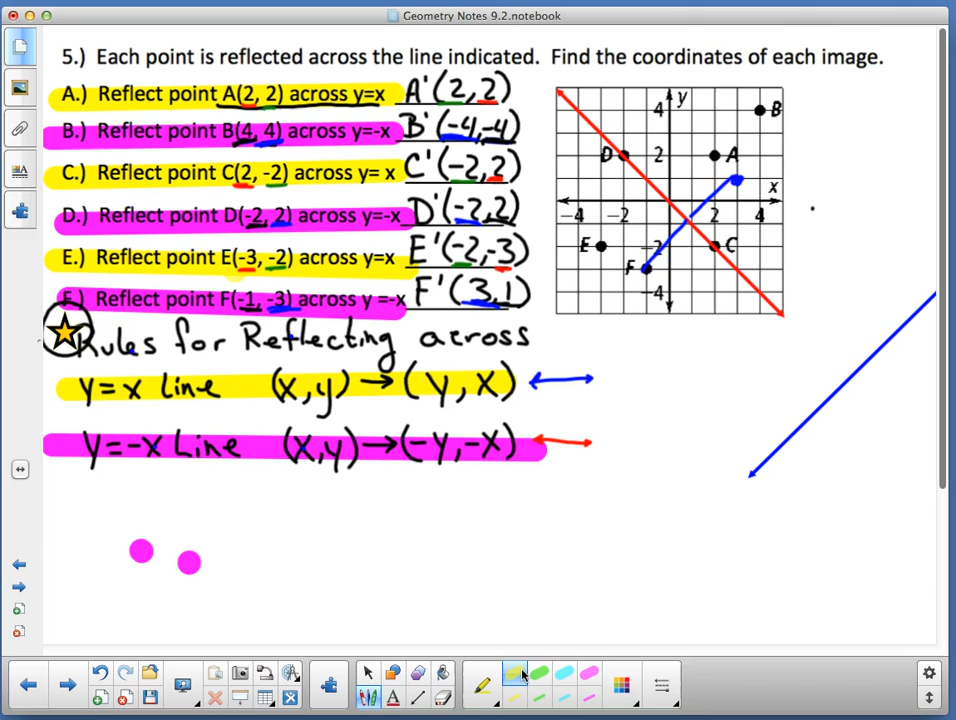 Geometry Notes 9.2.notebook
5.) Each point is reflected across the line indicated. Find the coordinates of each image.
A.) Reflect point A(2, 2) across y=x A'(2,2)
B.) Reflect point B(4, 4) across y=-x B'(-4,-4)
C.) Reflect point C(2, -2) across y= x C'(-2,2)
D.) Reflect point D(-2, 2) across y=-x D'(-2,2)
E.) Reflect point E(-3, -2) across y=x E'(-2,-3)
F.) Reflect point F(-1, -3) across y =-x F'(3,1)
Rules for Reflecting across
y=x Line (x,y)→(y,x)
y=-x Line (x,y)→(-y,-x)
4 y B
D 2 A
x
-4 -2 2 4
E -2 C
F
-4
A